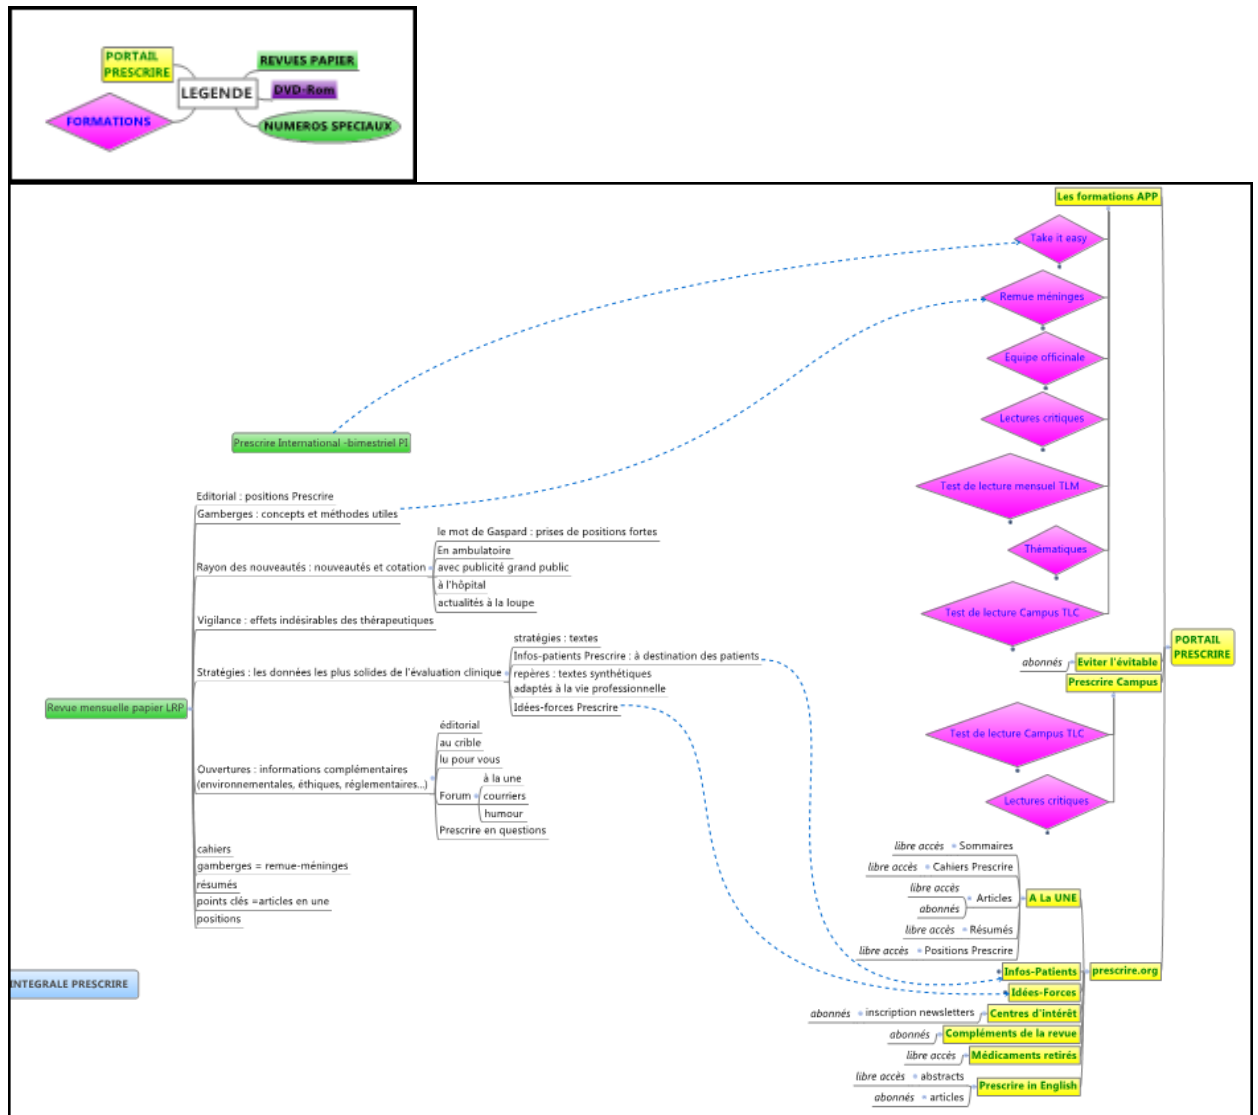 PORTAIL
PRESCRIRE
REVUES PAPIER
LEGENDE
DVD-Rom
FORMATIONS
NUMEROS SPECIAUX
Les formations APP
Take it easy
Remue méninges
Equipe officinale
Lectures critiques
Test de lecture mensuel TLM
Thématiques
Test de lecture Campus TLC
PORTAIL
PRESCRIRE
abonnés Eviter l'évitable
Prescrire Campus
Test de lecture Campus TLC
Lectures critiques
Prescrire International -bimestriel PI
Revue mensuelle papier LRP
Editorial : positions Prescrire
Gamberges : concepts et méthodes utiles
Rayon des nouveautés : nouveautés et cotation
le mot de Gaspard : prises de positions fortes
En ambulatoire
avec publicité grand public
à l'hôpital
actualités à la loupe
Vigilance : effets indésirables des thérapeutiques
Stratégies : les données les plus solides de l'évaluation clinique
stratégies : textes
Infos-patients Prescrire : à destination des patients
repères : textes synthétiques
adaptés à la vie professionnelle
Idées-forces Prescrire
Ouvertures : informations complémentaires
(environnementales, éthiques, réglementaires...)
éditorial
au crible
lu pour vous
Forum
à la une
courriers
humour
Prescrire en questions
cahiers
gamberges = remue-méninges
résumés
points clés =articles en une
positions
NTEGRALE PRESCRIRE
prescrire.org
A La UNE
libre accès Sommaires
libre accès Cahiers Prescrire
libre accès
Articles
abonnés
libre accès Résumés
libre accès Positions Prescrire
Infos-Patients
Idées-Forces
abonnés inscription newsletters Centres d'intérêt
abonnés Compléments de la revue
libre accés Médicaments retirés
libre accès abstracts
Prescrire in English
abonnés articles